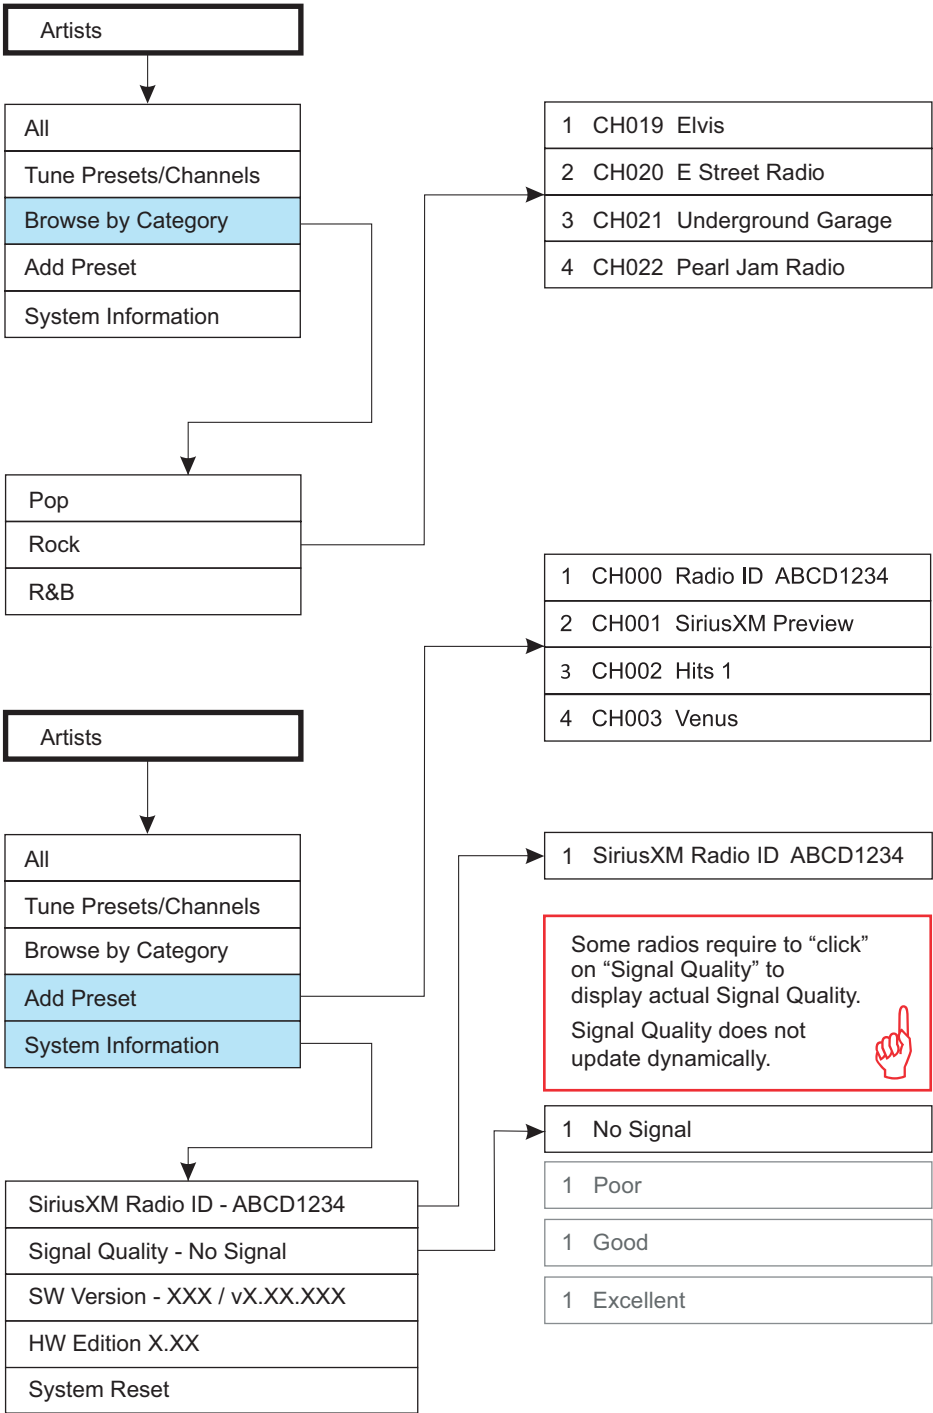 Artists
All
Tune Presets/Channels
Browse by Category
Add Preset
System Information
1 CH019 Elvis
2 CH020 E Street Radio
3 CH021 Underground Garage
4 CH022 Pearl Jam Radio
Pop
Rock
R&B
1 CH000 Radio ID ABCD1234
2 CH001 SiriusXM Preview
3 CH002 Hits 1
4 CH003 Venus
Artists
All
Tune Presets/Channels
Browse by Category
Add Preset
System Information
1 SiriusXM Radio ID ABCD1234
Some radios require to “click”
on “Signal Quality” to
display actual Signal Quality.
Signal Quality does not
update dynamically.
SiriusXM Radio ID - ABCD1234
Signal Quality - No Signal
SW Version - XXX / vX.XX.XXX
HW Edition X.XX
System Reset
1 No Signal
1 Poor
1 Good
1 Excellent